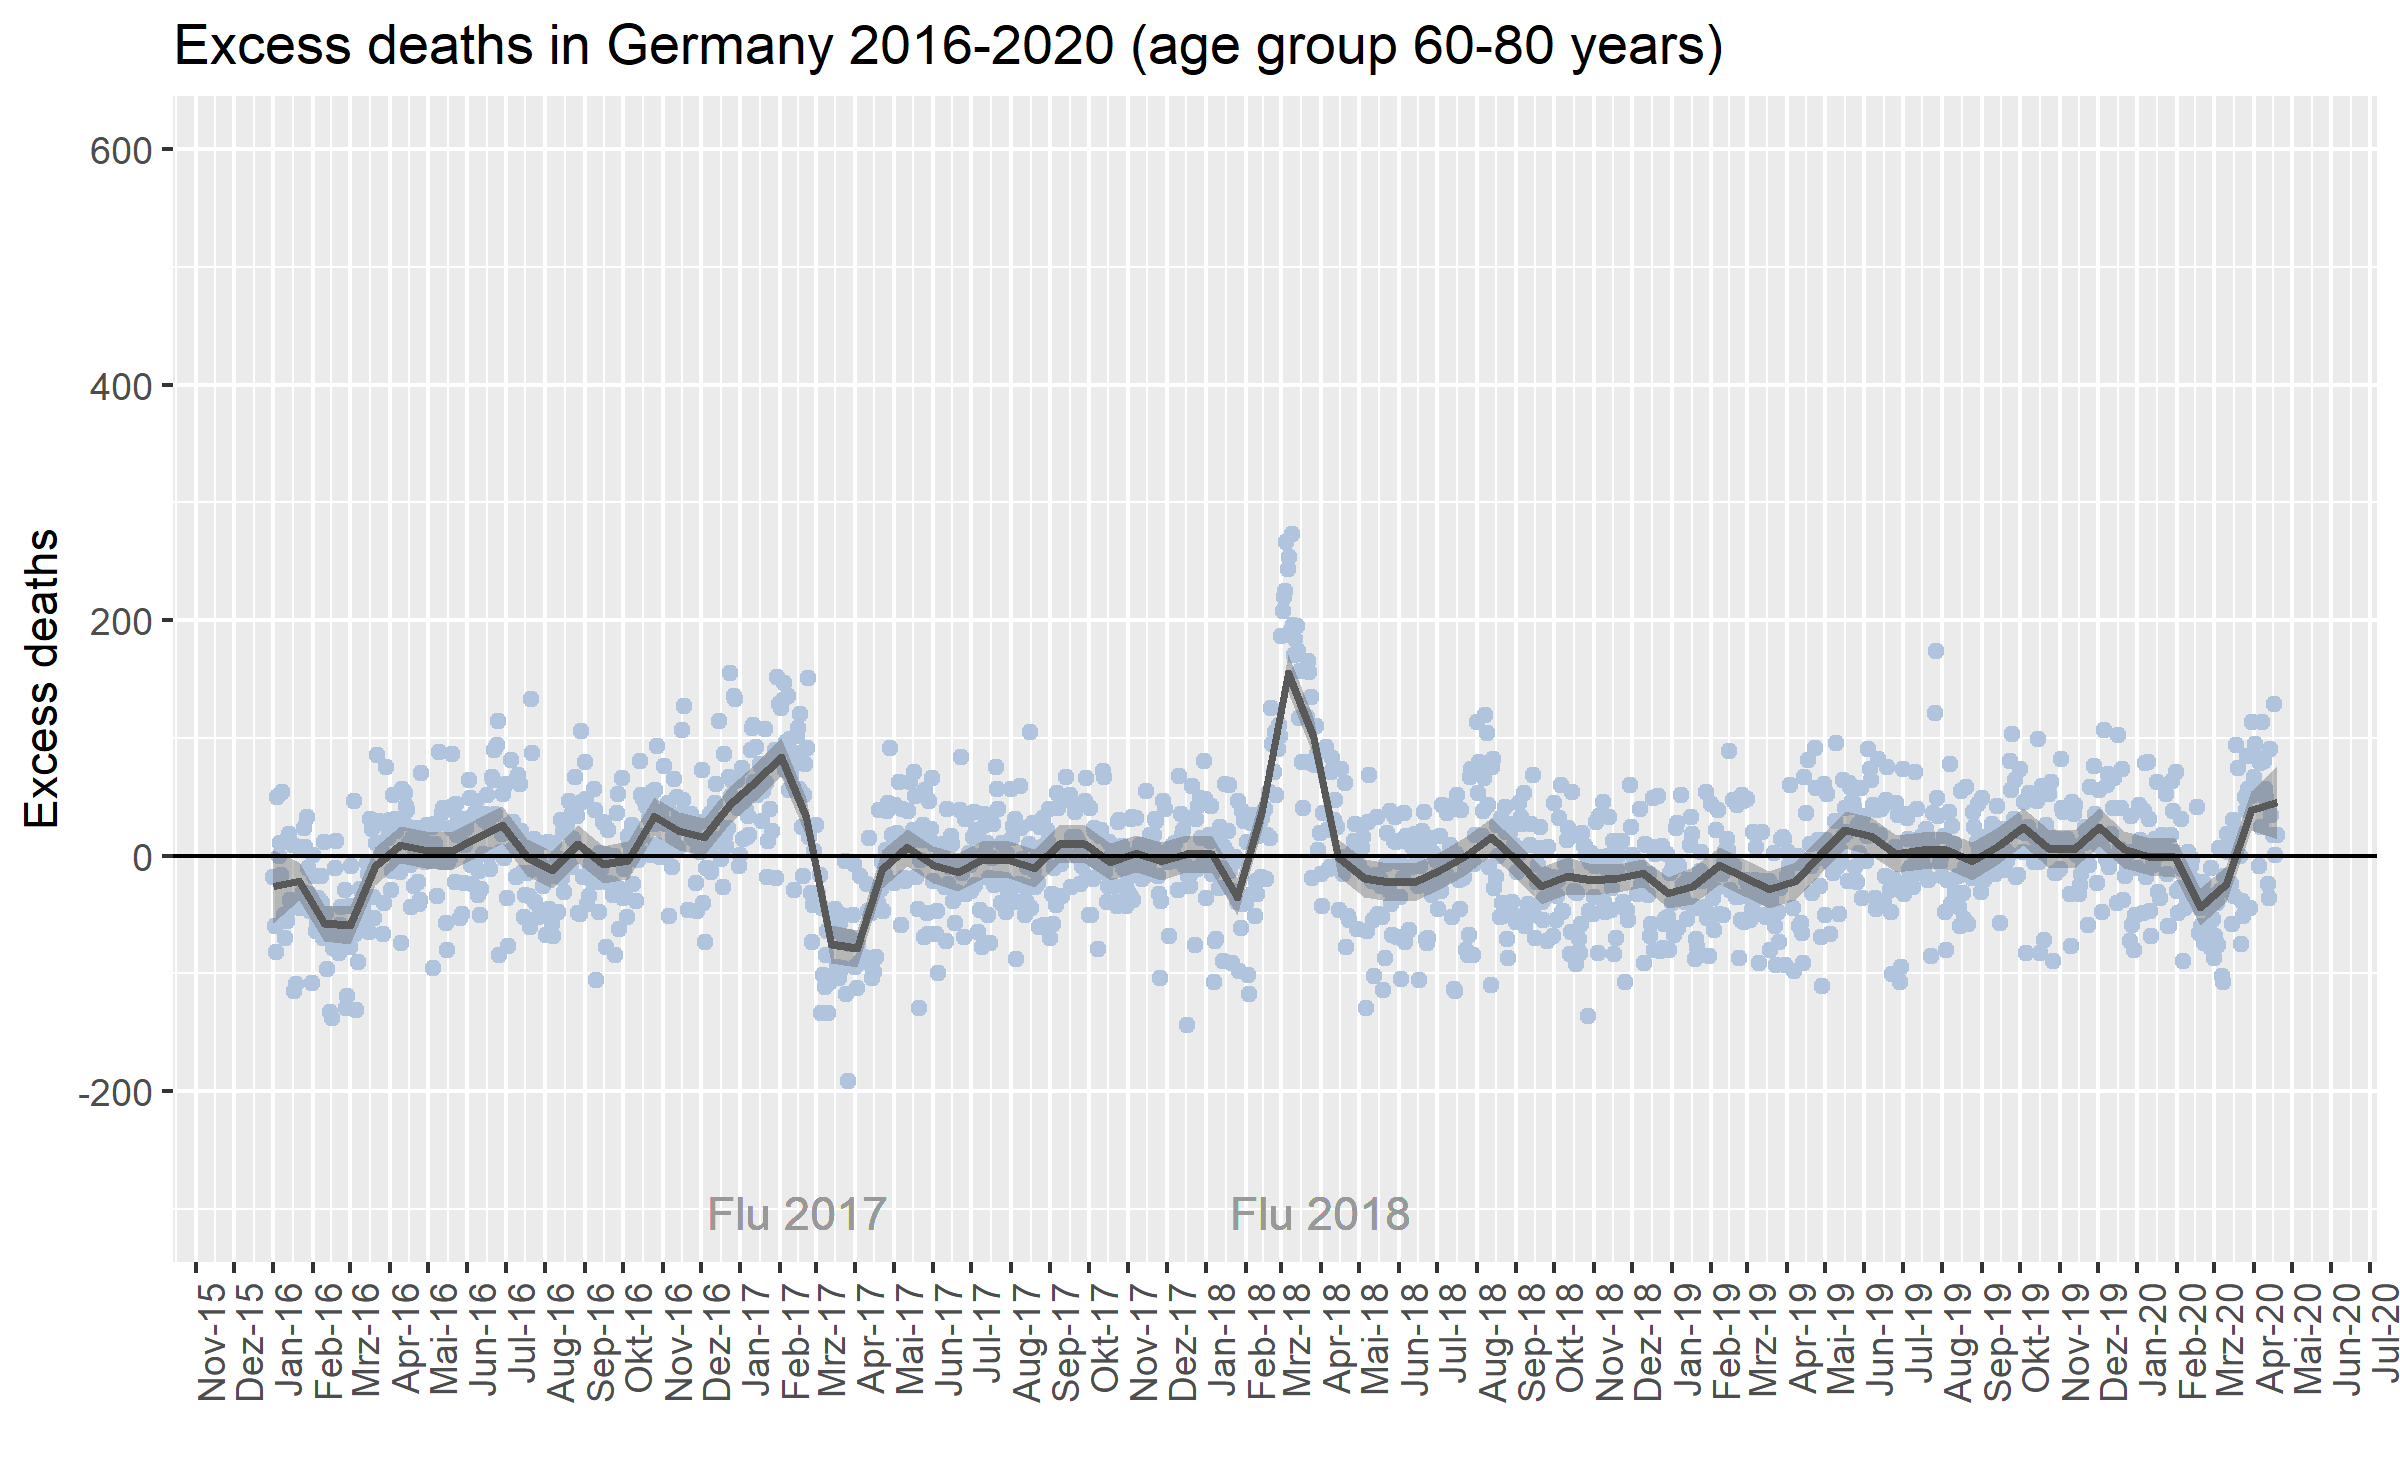 Excess deaths in Germany 2016-2020 (age group 60-80 years)
Excess deaths
600
400
200
0
-200
Flu 2017
Flu 2018
Nov-15
Dez-15
Jan-16
Feb-16
Mrz-16
Apr-16
Mai-16
Jun-16
Jul-16
Aug-16
Sep-16
Okt-16
Nov-16
Dez-16
Jan-17
Feb-17
Mrz-17
Apr-17
Mai-17
Jun-17
Jul-17
Aug-17
Sep-17
Okt-17
Nov-17
Dez-17
Jan-18
Feb-18
Mrz-18
Apr-18
Mai-18
Jun-18
Jul-18
Aug-18
Sep-18
Okt-18
Nov-18
Dez-18
Jan-19
Feb-19
Mrz-19
Apr-19
Mai-19
Jun-19
Jul-19
Aug-19
Sep-19
Okt-19
Nov-19
Dez-19
Jan-20
Feb-20
Mrz-20
Apr-20
Mai-20
Jun-20
Jul-20